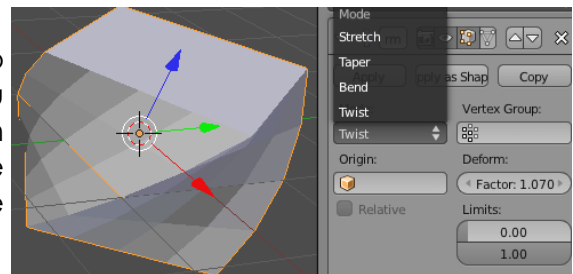 Mode
Stretch
Taper
Bend
Twist
Apply
Copy
Vertex Group:
Twist
Origin:
Deform:
Factor: 1.070
Relative
Limits:
0.00
1.00